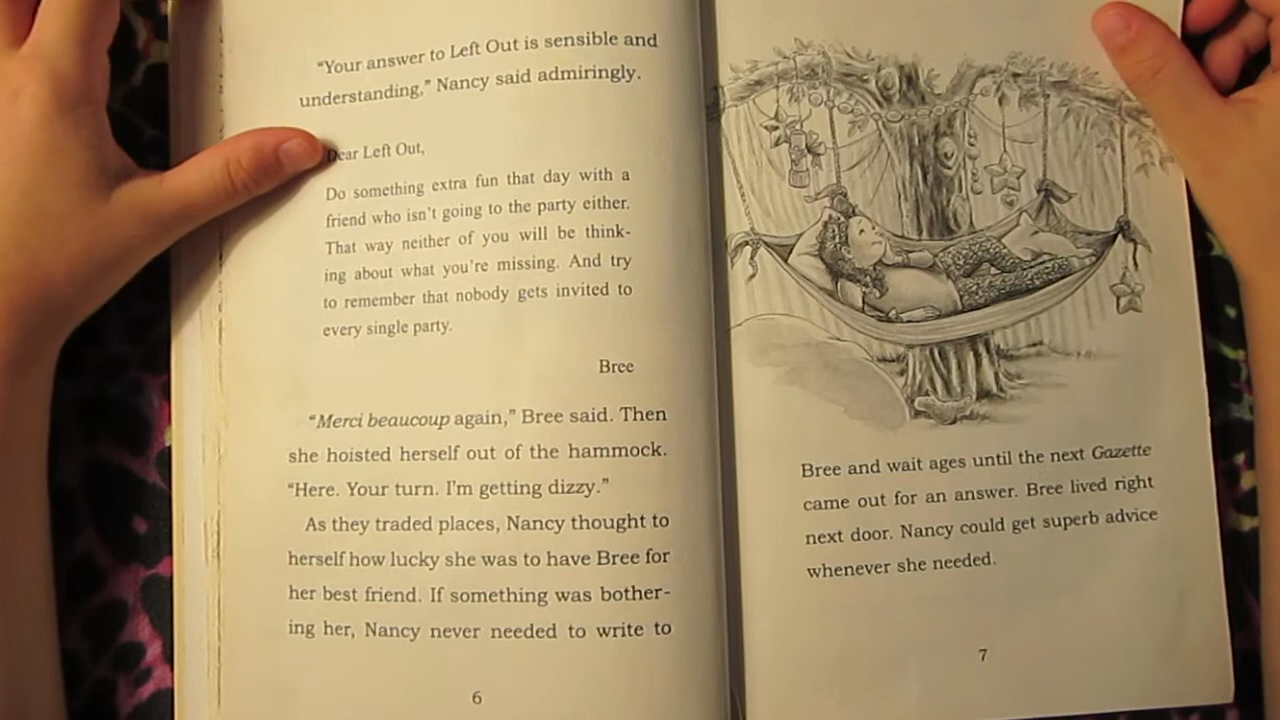 “Your answer to Left Out is sensible and
understanding,” Nancy said admiringly.
Dear Left Out,
Do something extra fun that day with a
friend who isn’t going to the party either.
That way neither of you will be think-
ing about what you’re missing. And try
to remember that nobody gets invited to
every single party.
Bree
“Merci beaucoup again,” Bree said. Then
she hoisted herself out of the hammock.
“Here. Your turn. I’m getting dizzy.”
As they traded places, Nancy thought to
herself how lucky she was to have Bree for
her best friend. If something was bother-
ing her, Nancy never needed to write to
6
Bree and wait ages until the next Gazette
came out for an answer. Bree lived right
next door. Nancy could get superb advice
whenever she needed.
7